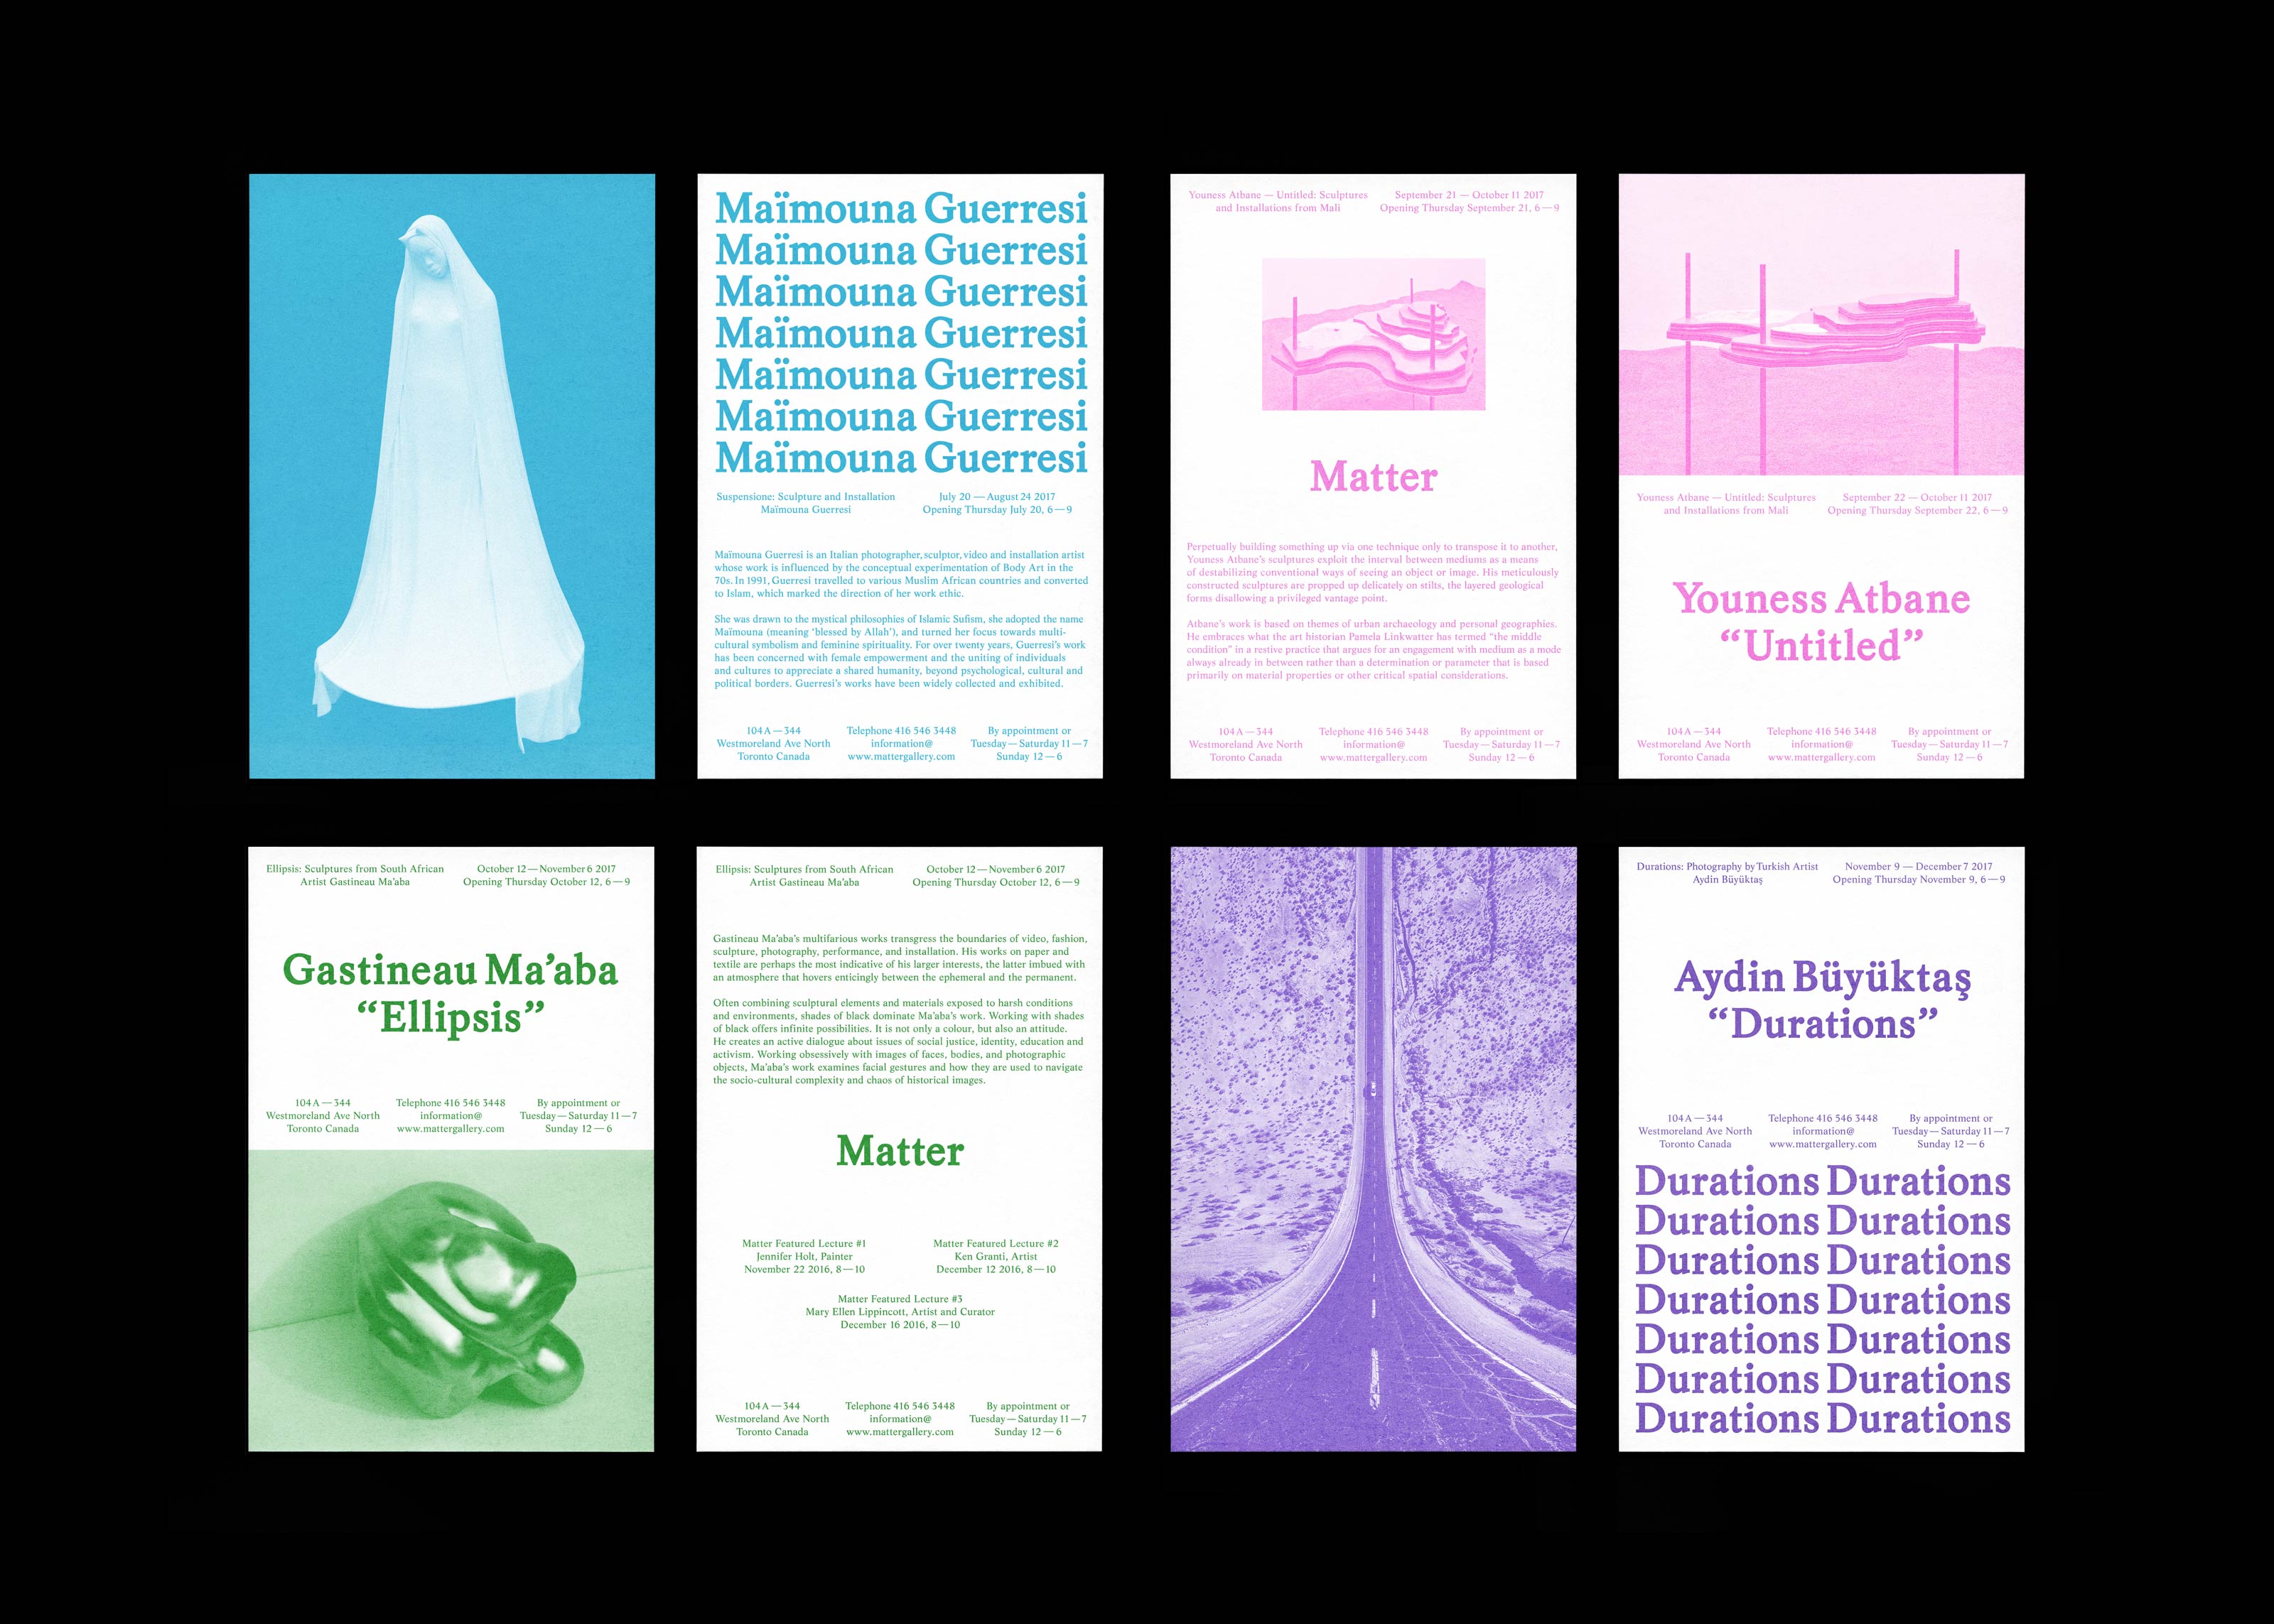 Maïmouna Guerresi
Maïmouna Guerresi
Maïmouna Guerresi
Maïmouna Guerresi
Maïmouna Guerresi
Maïmouna Guerresi
Maïmouna Guerresi
Suspensione: Sculpture and Installation
Maïmouna Guerresi
July 20 — August 24 2017
Opening Thursday July 20, 6 — 9
Maïmouna Guerresi is an Italian photographer, sculptor, video and installation artist
whose work is influenced by the conceptual experimentation of Body Art in the
70s. In 1991, Guerresi travelled to various Muslim African countries and converted
to Islam, which marked the direction of her work ethic.
She was drawn to the mystical philosophies of Islamic Sufism, she adopted the name
Maïmouna (meaning ‘blessed by Allah’), and turned her focus towards multi-
cultural symbolism and feminine spirituality. For over twenty years, Guerresi’s work
has been concerned with female empowerment and the uniting of individuals
and cultures to appreciate a shared humanity, beyond psychological, cultural and
political borders. Guerresi’s works have been widely collected and exhibited.
104 A — 344
Westmoreland Ave North
Toronto Canada
Telephone 416 546 3448
information@
www.mattergallery.com
By appointment or
Tuesday — Saturday 11 — 7
Sunday 12 — 6
Youness Atbane — Untitled: Sculptures
and Installations from Mali
September 21 — October 11 2017
Opening Thursday September 21, 6 — 9
Matter
Perpetually building something up via one technique only to transpose it to another,
Youness Atbane’s sculptures exploit the interval between mediums as a means
of destabilizing conventional ways of seeing an object or image. His meticulously
constructed sculptures are propped up delicately on stilts, the layered geological
forms disallowing a privileged vantage point.
Atbane’s work is based on themes of urban archaeology and personal geographies.
He embraces what the art historian Pamela Linkwatter has termed “the middle
condition” in a restive practice that argues for an engagement with medium as a mode
always already in between rather than a determination or parameter that is based
primarily on material properties or other critical spatial considerations.
104 A — 344
Westmoreland Ave North
Toronto Canada
Telephone 416 546 3448
information@
www.mattergallery.com
By appointment or
Tuesday — Saturday 11 — 7
Sunday 12 — 6
Youness Atbane — Untitled: Sculptures
and Installations from Mali
September 22 — October 11 2017
Opening Thursday September 22, 6 — 9
Youness Atbane
“Untitled”
104 A — 344
Westmoreland Ave North
Toronto Canada
Telephone 416 546 3448
information@
www.mattergallery.com
By appointment or
Tuesday — Saturday 11 — 7
Sunday 12 — 6
Ellipsis: Sculptures from South African
Artist Gastineau Ma’aba
October 12 — November 6 2017
Opening Thursday October 12, 6 — 9
Gastineau Ma’aba
“Ellipsis”
104 A — 344
Westmoreland Ave North
Toronto Canada
Telephone 416 546 3448
information@
www.mattergallery.com
By appointment or
Tuesday — Saturday 11 — 7
Sunday 12 — 6
Ellipsis: Sculptures from South African
Artist Gastineau Ma’aba
October 12 — November 6 2017
Opening Thursday October 12, 6 — 9
Gastineau Ma’aba’s multifarious works transgress the boundaries of video, fashion,
sculpture, photography, performance, and installation. His works on paper and
textile are perhaps the most indicative of his larger interests, the latter imbued with
an atmosphere that hovers enticingly between the ephemeral and the permanent.
Often combining sculptural elements and materials exposed to harsh conditions
and environments, shades of black dominate Ma’aba’s work. Working with shades
of black offers infinite possibilities. It is not only a colour, but also an attitude.
He creates an active dialogue about issues of social justice, identity, education and
activism. Working obsessively with images of faces, bodies, and photographic
objects, Ma’aba’s work examines facial gestures and how they are used to navigate
the socio-cultural complexity and chaos of historical images.
Matter
Matter Featured Lecture #1
Jennifer Holt, Painter
November 22 2016, 8 — 10
Matter Featured Lecture #2
Ken Granti, Artist
December 12 2016, 8 — 10
Matter Featured Lecture #3
Mary Ellen Lippincott, Artist and Curator
December 16 2016, 8 — 10
104 A — 344
Westmoreland Ave North
Toronto Canada
Telephone 416 546 3448
information@
www.mattergallery.com
By appointment or
Tuesday — Saturday 11 — 7
Sunday 12 — 6
Durations: Photography by Turkish Artist
Aydin Büyüktaş
November 9 — December 7 2017
Opening Thursday November 9, 6 — 9
Aydin Büyüktaş
“Durations”
104 A — 344
Westmoreland Ave North
Toronto Canada
Telephone 416 546 3448
information@
www.mattergallery.com
By appointment or
Tuesday — Saturday 11 — 7
Sunday 12 — 6
Durations Durations
Durations Durations
Durations Durations
Durations Durations
Durations Durations
Durations Durations
Durations Durations